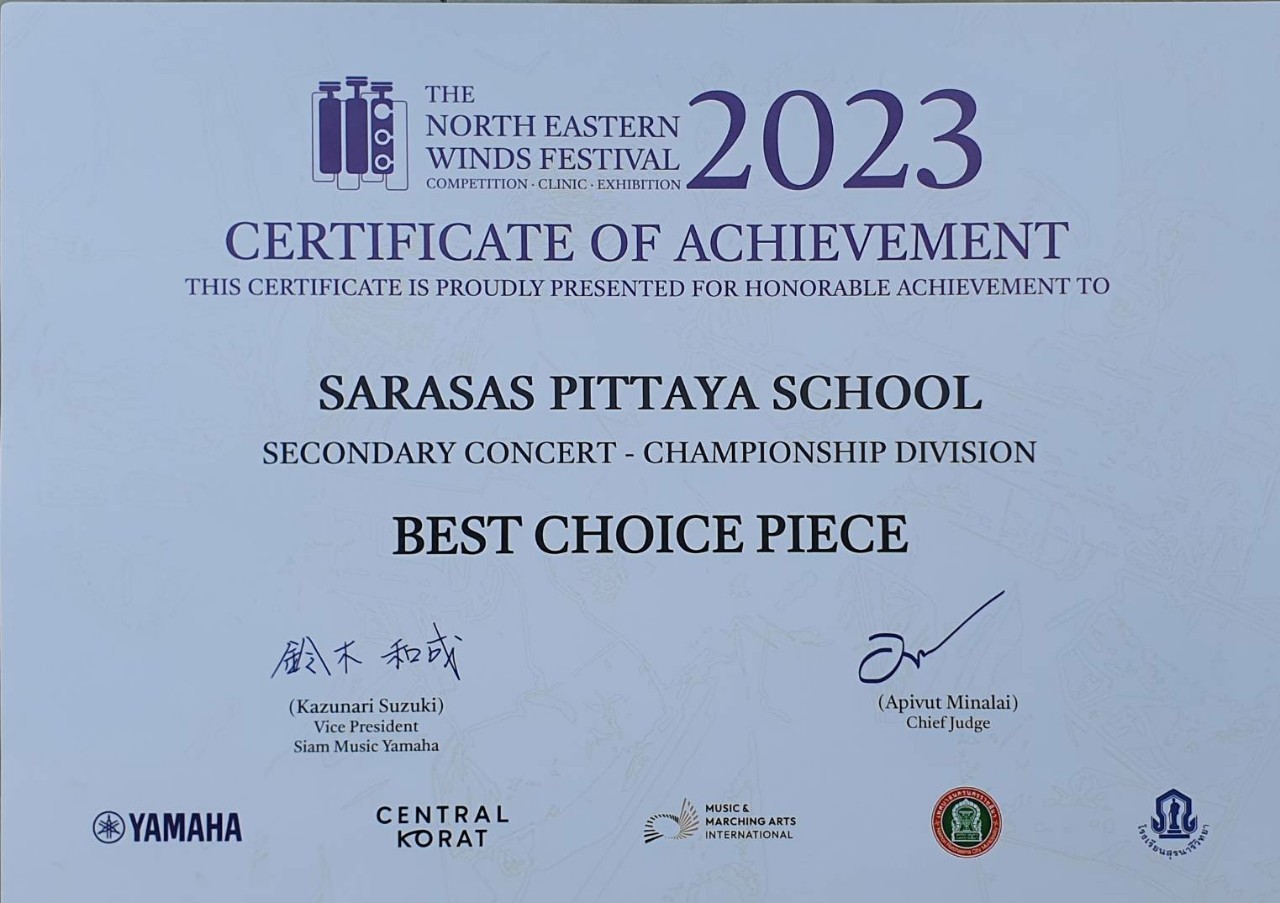 THE
NORTH EASTERN
WINDS FESTIVAL
COMPETITION · CLINIC · EXHIBITION
2023
CERTIFICATE OF ACHIEVEMENT
THIS CERTIFICATE IS PROUDLY PRESENTED FOR HONORABLE ACHIEVEMENT TO
SARASAS PITTAYA SCHOOL
SECONDARY CONCERT - CHAMPIONSHIP DIVISION
BEST CHOICE PIECE
鈴木 和成
(Kazunari Suzuki)
Vice President
Siam Music Yamaha
(Apivut Minalai)
Chief Judge
YAMAHA
CENTRAL
KORAT
MUSIC &
MARCHING ARTS
INTERNATIONAL
โรงเรียนสุรนารีวิทยา